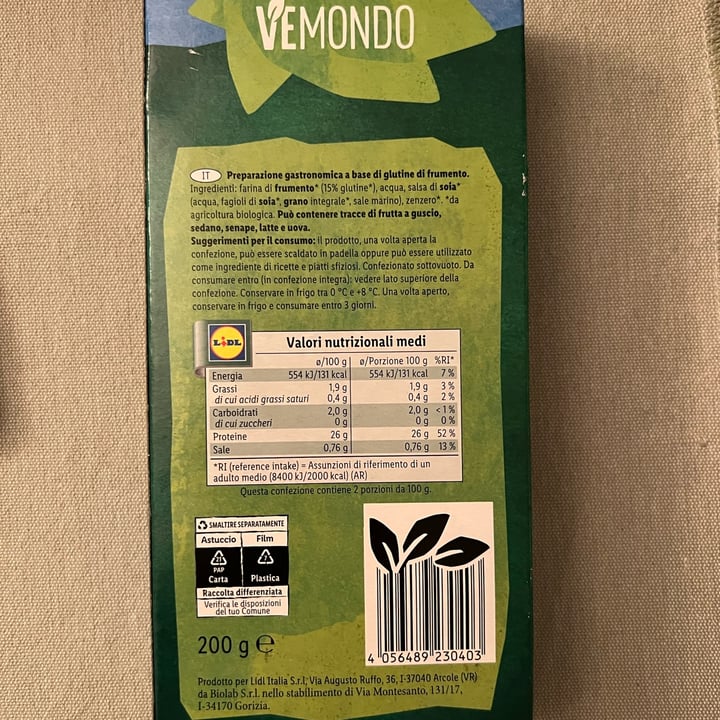 VEMONDO
IT Preparazione gastronomica a base di glutine di frumento.
Ingredienti: farina di frumento* (15% glutine*), acqua, salsa di soia*
(acqua, fagioli di soia*, grano integrale*, sale marino), zenzero*. *da
agricoltura biologica. Può contenere tracce di frutta a guscio,
sedano, senape, latte e uova.
Suggerimenti per il consumo: il prodotto, una volta aperta la
confezione, può essere scaldato in padella oppure può essere utilizzato
come ingrediente di ricette e piatti sfiziosi. Confezionato sottovuoto. Da
consumare entro (in confezione integra): vedere lato superiore della
confezione. Conservare in frigo tra 0 °C e +8 °C. Una volta aperto,
conservare in frigo e consumare entro 3 giorni.
LIDL
Valori nutrizionali medi
ø/100 g ø/Porzione 100 g %RI*
Energia 554 kJ/131 kcal 554 kJ/131 kcal 7 %
Grassi 1,9 g 1,9 g 3 %
di cui acidi grassi saturi 0,4 g 0,4 g 2 %
Carboidrati 2,0 g 2,0 g <1 %
di cui zuccheri 0 g 0 g 0 %
Proteine 26 g 26 g 52 %
Sale 0,76 g 0,76 g 13 %
*RI (reference intake) = Assunzioni di riferimento di un
adulto medio (8400 kJ/2000 kcal) (AR)
Questa confezione contiene 2 porzioni da 100 g.
SMALTIRE SEPARATAMENTE
Astuccio Film
21 7
PAP
Carta Plastica
Raccolta differenziata
Verifica le disposizioni
del tuo Comune
200 g e
4 056489 230403
Prodotto per Lidl Italia S.r.l, Via Augusto Ruffo, 36, I-37040 Arcole (VR)
da Biolab S.r.l. nello stabilimento di Via Montesanto, 131/17,
I-34170 Gorizia.